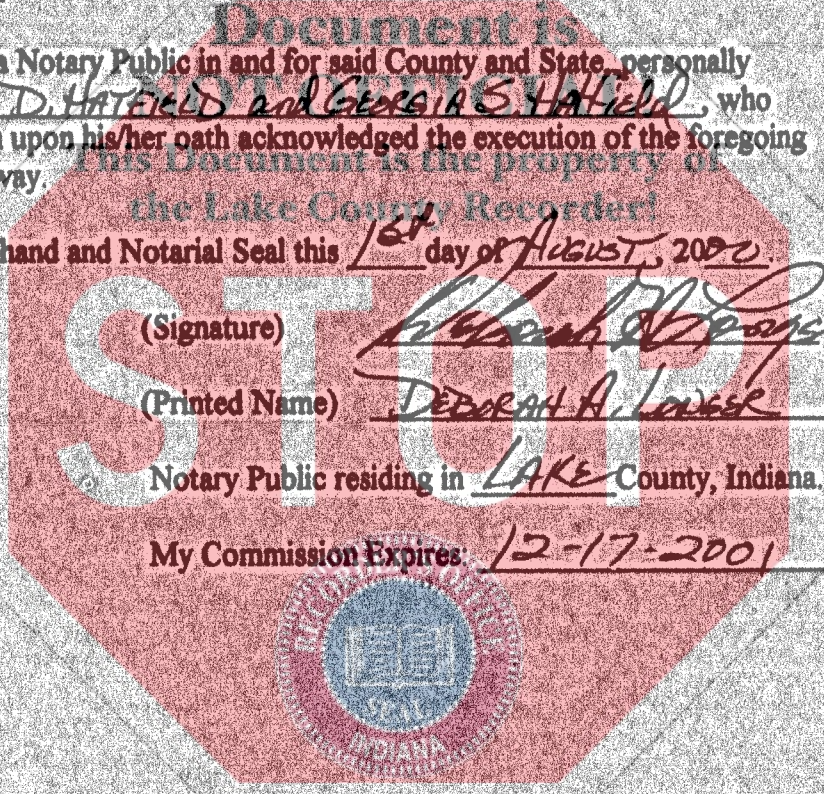 Document is
a Notary Public in and for said County and State, personally
NOT OFFICIAL
D. HATFIELD and GEORGIA S. HATFIELD, who
upon his/her oath acknowledged the execution of the foregoing
This Document is the property of
way.
the Lake County Recorder!
hand and Notarial Seal this 1st day of AUGUST, 2000.
STOP
(Signature)
(Printed Name) DEBORAH A. LONGER
Notary Public residing in LAKE County, Indiana.
My Commission Expires: 12-17-2001
RECORDER'S OFFICE
SEAL
INDIANA